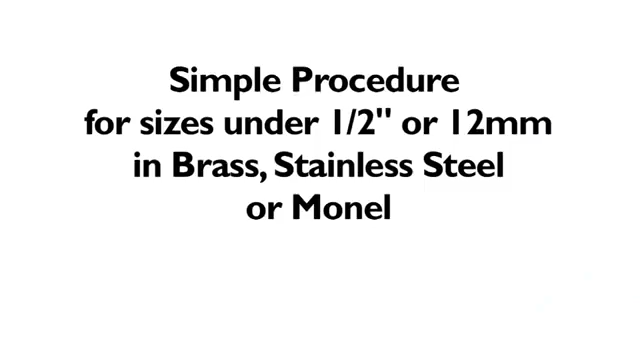 Simple Procedure
for sizes under 1/2" or 12mm
in Brass, Stainless Steel
or Monel